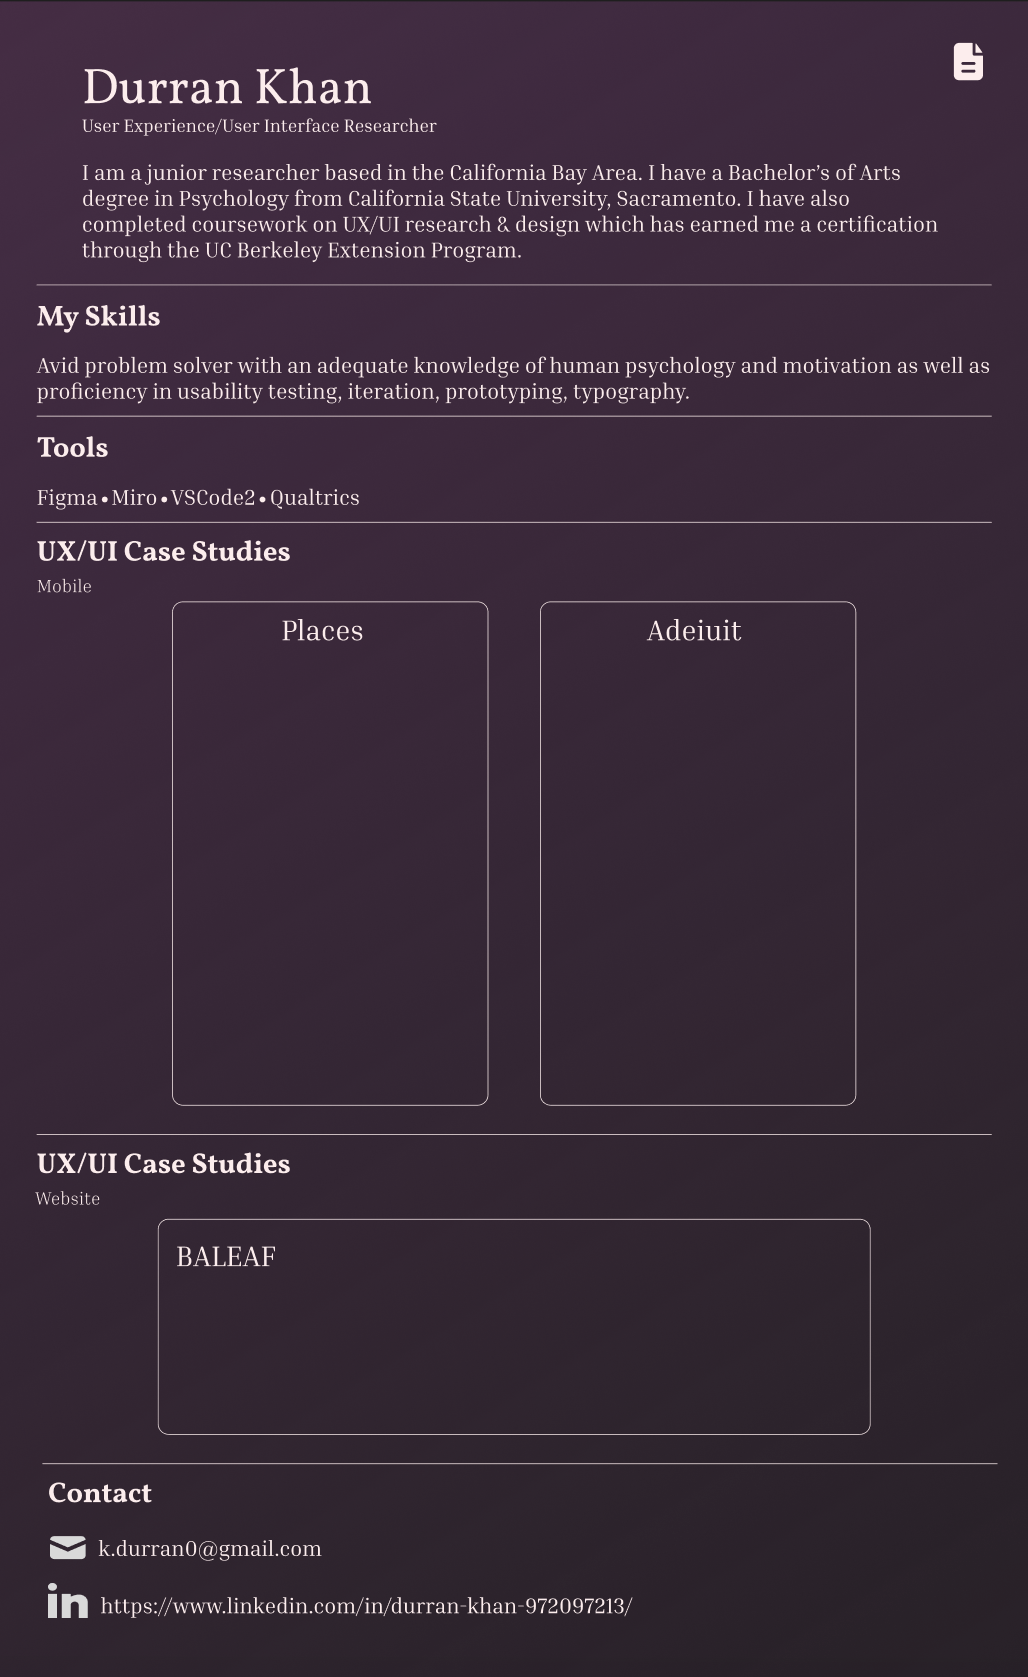 Durran Khan
User Experience/User Interface Researcher
I am a junior researcher based in the California Bay Area. I have a Bachelor’s of Arts
degree in Psychology from California State University, Sacramento. I have also
completed coursework on UX/UI research & design which has earned me a certification
through the UC Berkeley Extension Program.
My Skills
Avid problem solver with an adequate knowledge of human psychology and motivation as well as
proficiency in usability testing, iteration, prototyping, typography.
Tools
Figma • Miro • VSCode2 • Qualtrics
UX/UI Case Studies
Mobile
Places
Adeiuit
UX/UI Case Studies
Website
BALEAF
Contact
k.durran0@gmail.com
in https://www.linkedin.com/in/durran-khan-972097213/